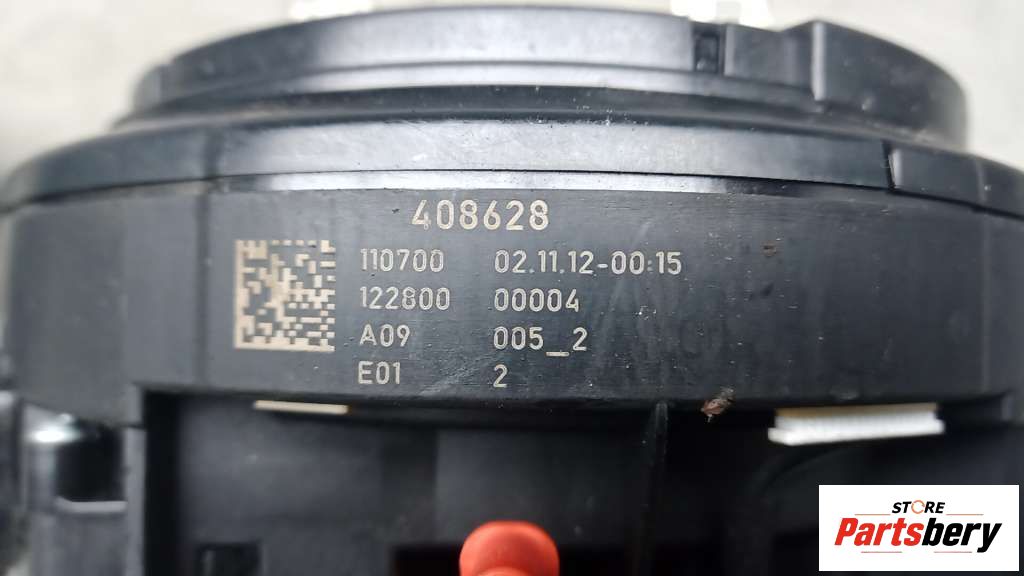 408628
110700 02.11.12-00:15
122800 00004
A09 005_2
E01 2
STORE
Partsbery